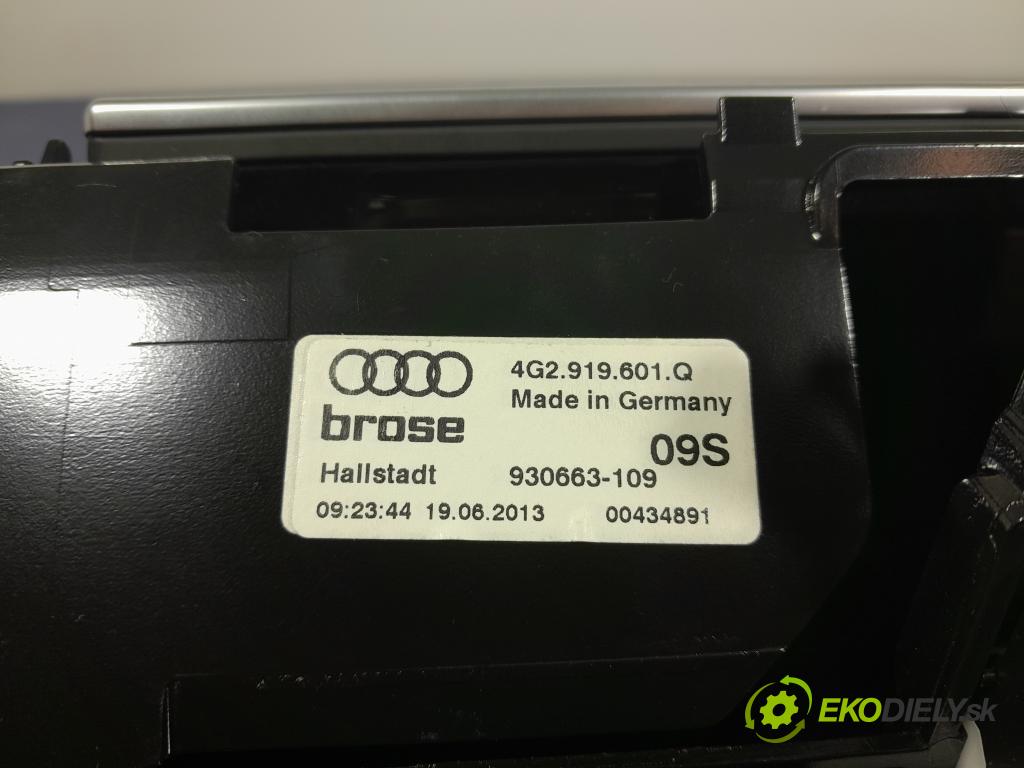 4G2.919.601.Q
Made in Germany
brose
09S
Hallstadt 930663-109
09:23:44 19.06.2013 00434891
EKODIELY.sk